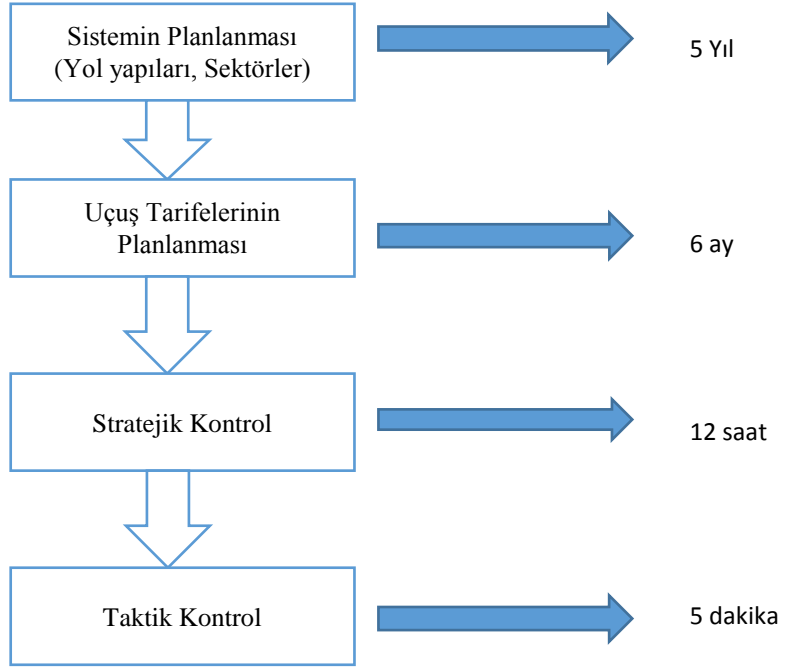 Sistemin Planlanması
(Yol yapıları, Sektörler)
5 Yıl
Uçuş Tarifelerinin
Planlanması
6 ay
Stratejik Kontrol
12 saat
Taktik Kontrol
5 dakika